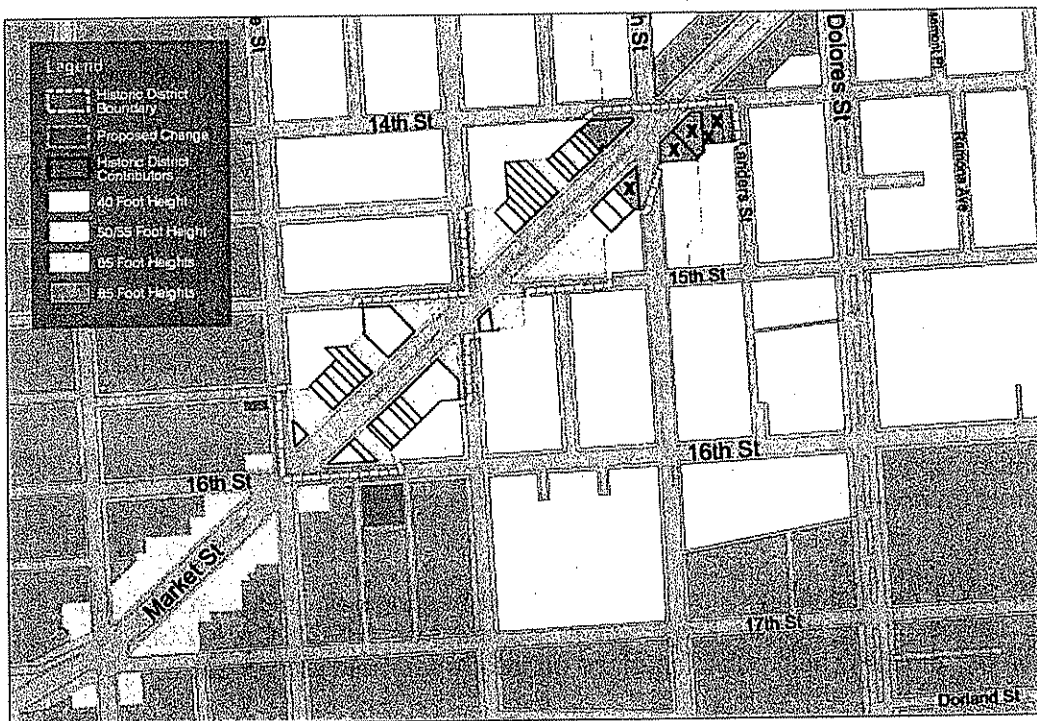 Legend
Historic District
Boundary
Proposed Change
Historic District
Contributors
40 Foot Height
50/55 Foot Height
65 Foot Heights
85 Foot Heights
e St
h St
Dolores St
14th St
X
X
X
X
X
Landers St
Ramona Ave
15th St
16th St
16th St
Market St
17th St
Dorland St